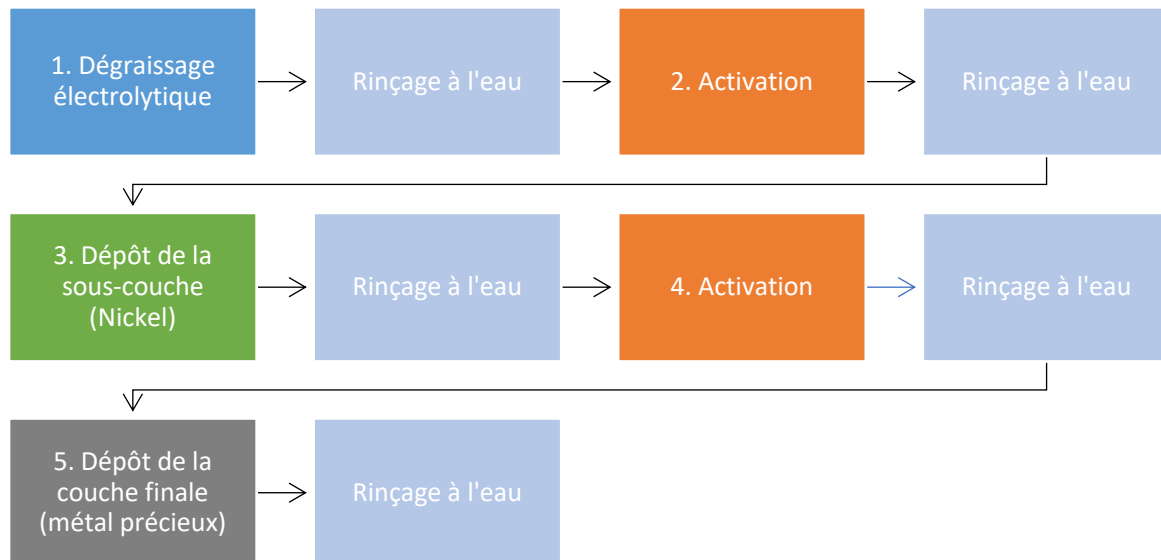 1. Dégraissage
électrolytique
Rinçage à l'eau
2. Activation
Rinçage à l'eau
3. Dépôt de la
sous-couche
(Nickel)
Rinçage à l'eau
4. Activation
Rinçage à l'eau
5. Dépôt de la
couche finale
(métal précieux)
Rinçage à l'eau